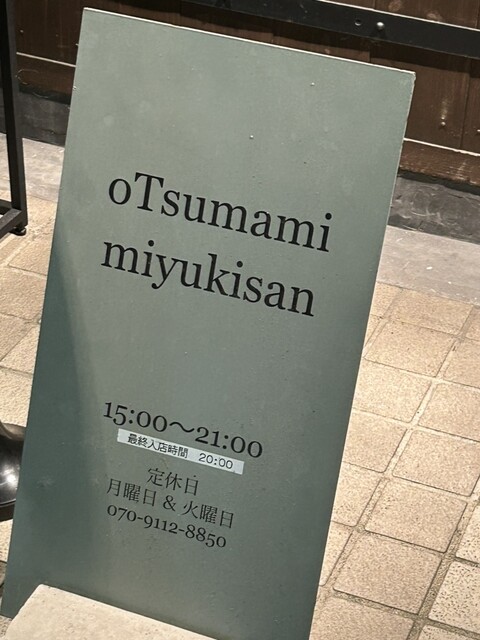 oTsumami
miyukisan
15:00〜21:00
最終入店時間 20:00
定休日
月曜日 & 火曜日
070-9112-8850